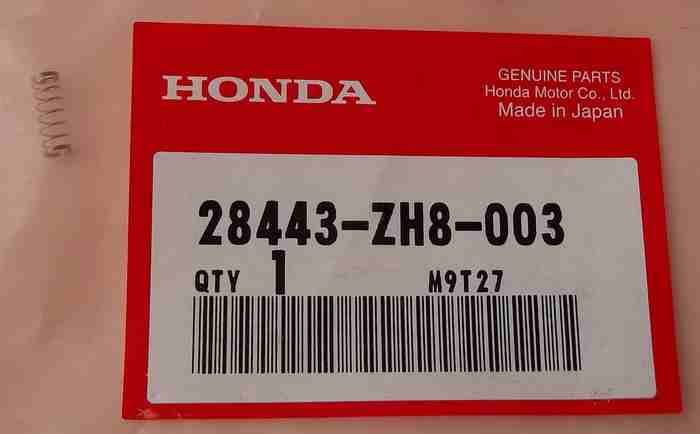 HONDA
GENUINE PARTS
Honda Motor Co., Ltd.
Made in Japan
28443-ZH8-003
QTY 1 M9T27